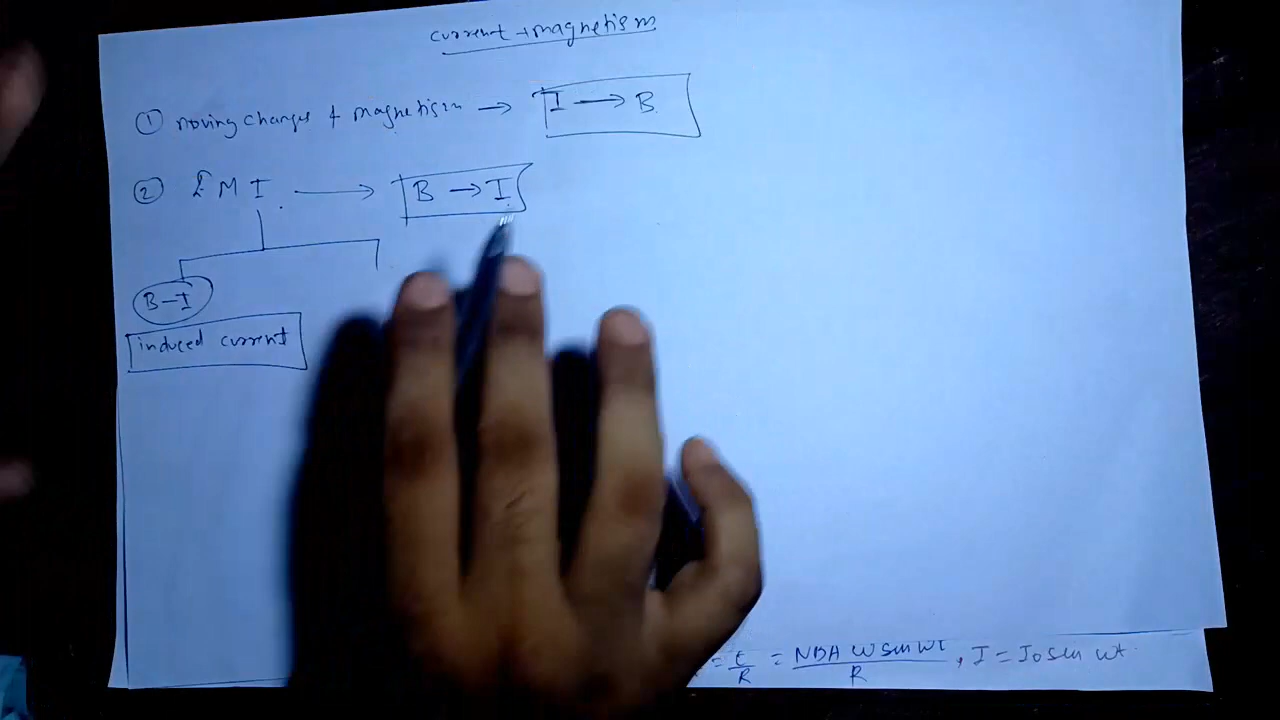 current + magnetism
① moving charges & magnetism → I → B
② EMI → B → I
B-I
induced current
= ε/R = NBA ω sin ωt / R , I = I₀ sin ωt